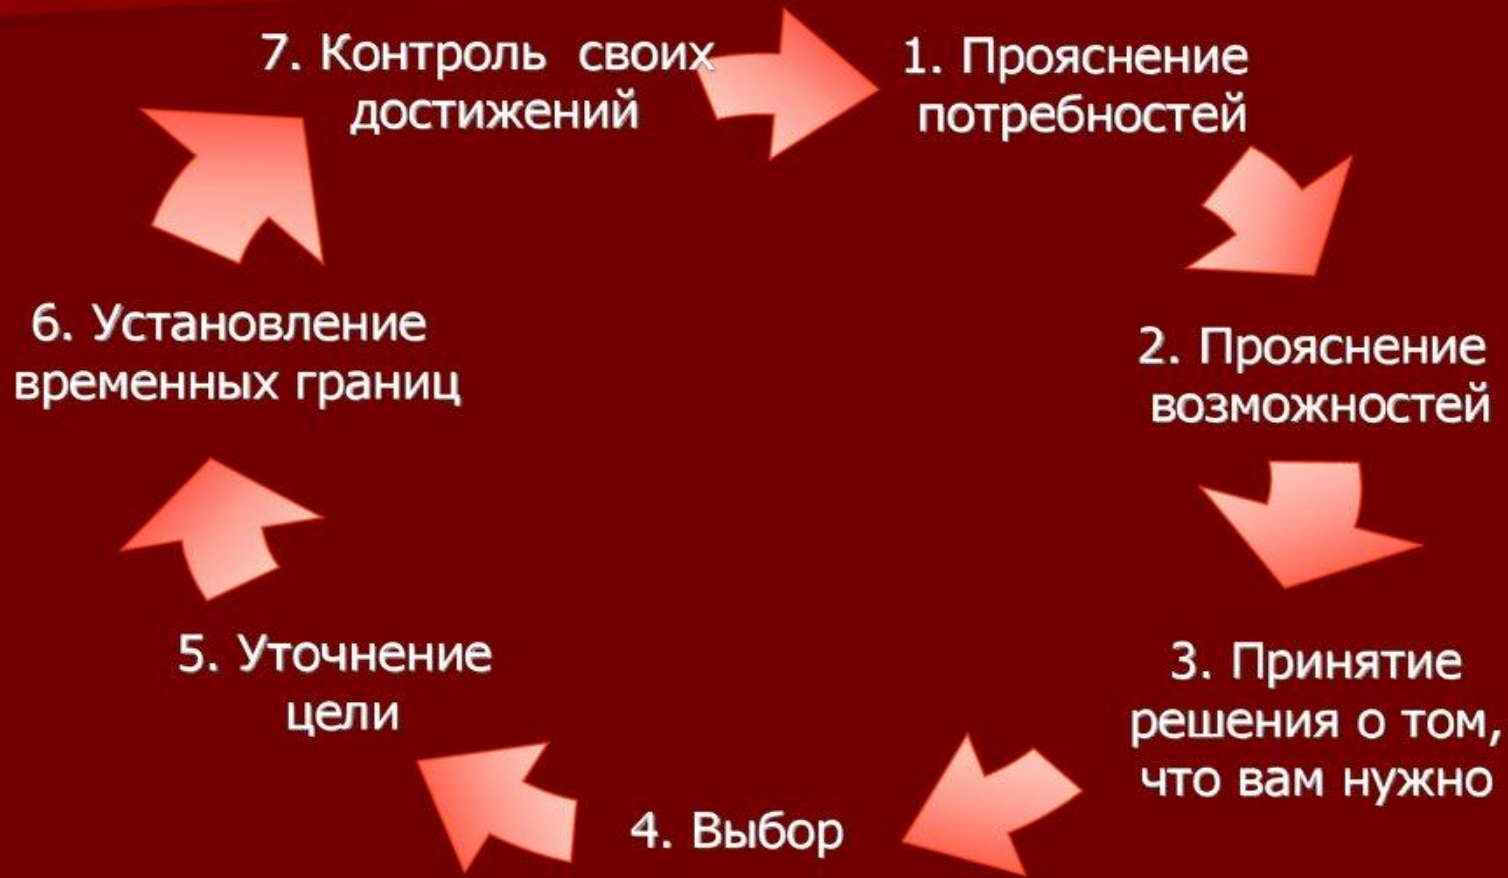 1. Прояснение
потребностей
2. Прояснение
возможностей
3. Принятие
решения о том,
что вам нужно
4. Выбор
5. Уточнение
цели
6. Установление
временных границ
7. Контроль своих
достижений